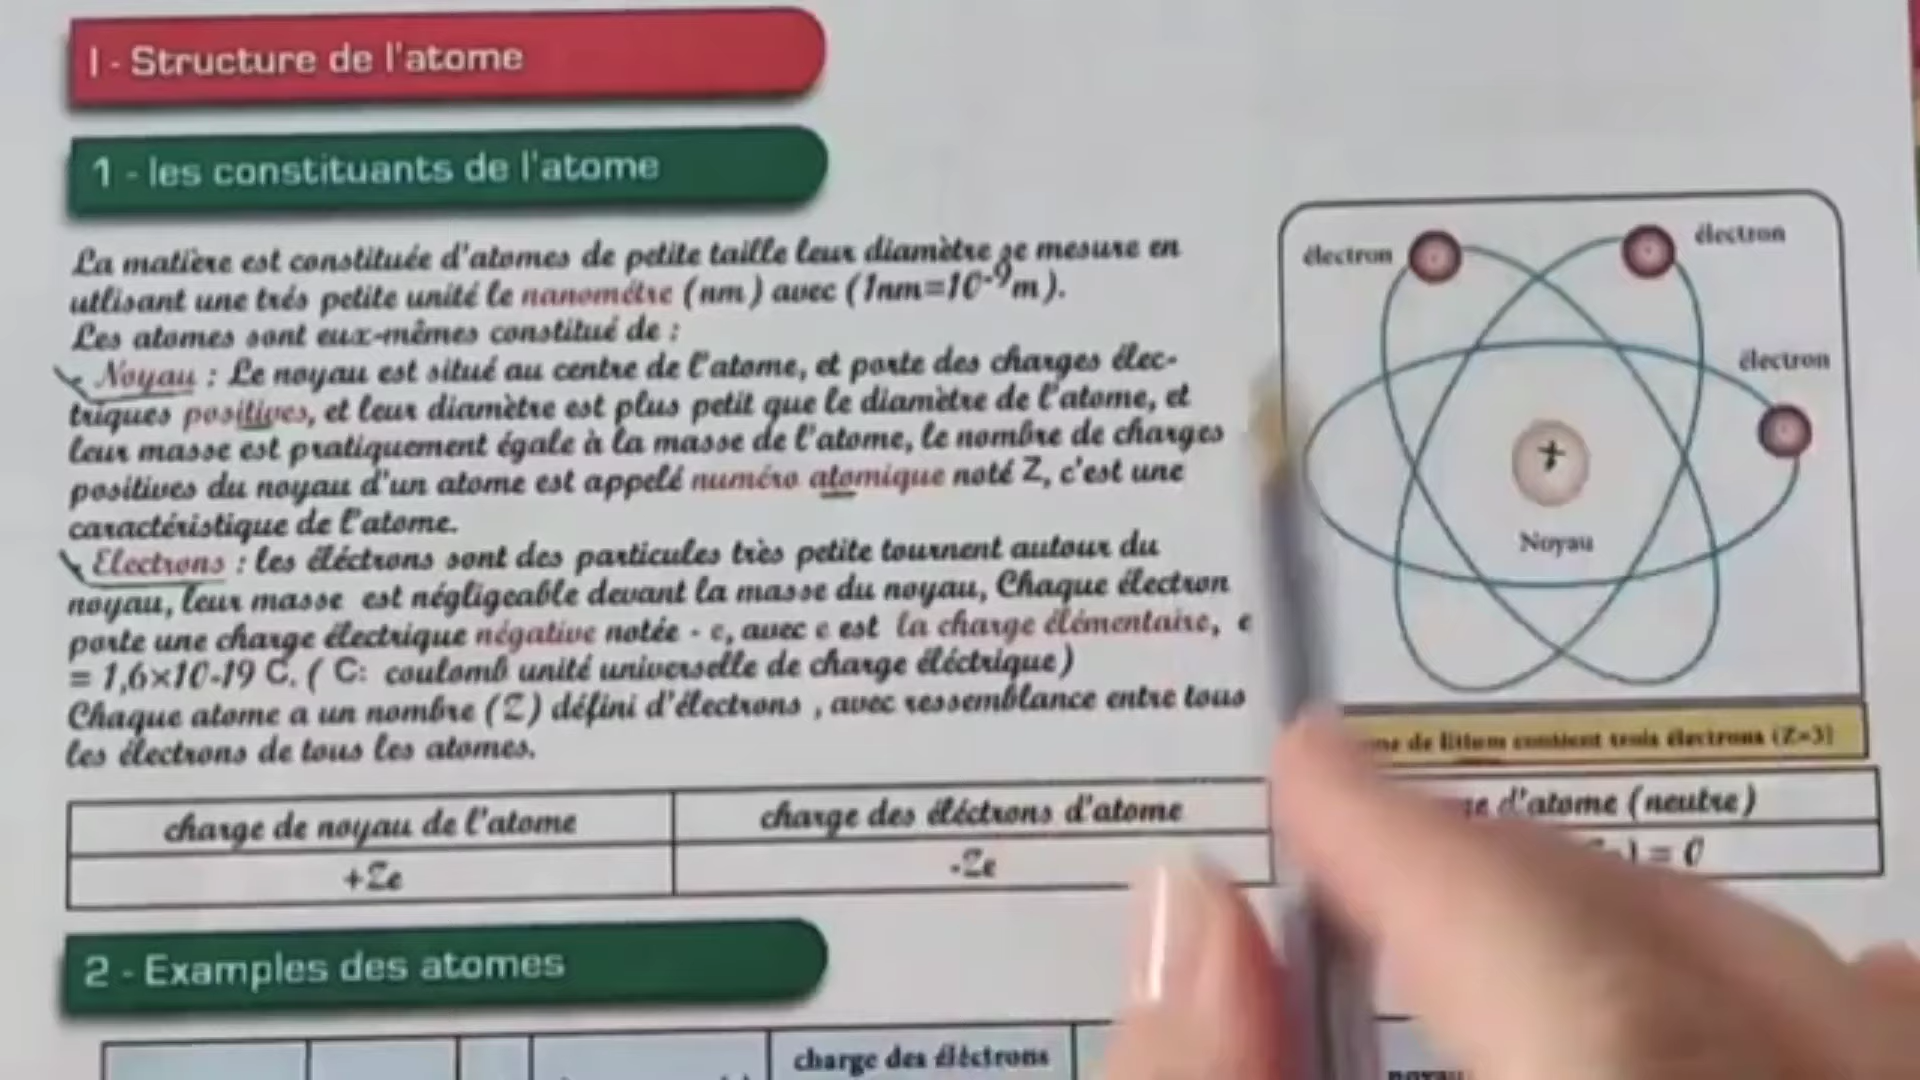 I - Structure de l'atome
1 - les constituants de l'atome
La matière est constituée d'atomes de petite taille leur diamètre se mesure en
utlisant une trés petite unité le nanométre (nm) avec (1nm=10-9m).
Les atomes sont eux-mêmes constitué de :
- Noyau : Le noyau est situé au centre de l'atome, et porte des charges élec-
triques positives, et leur diamètre est plus petit que le diamètre de l'atome, et
leur masse est pratiquement égale à la masse de l'atome, le nombre de charges
positives du noyau d'un atome est appelé numéro atomique noté Z, c'est une
caractéristique de l'atome.
- Electrons : les éléctrons sont des particules très petite tournent autour du
noyau, leur masse est négligeable devant la masse du noyau, Chaque électron
porte une charge électrique négative notée - e, avec e est la charge élémentaire, e
= 1,6×10-19 C. ( C: coulomb unité universelle de charge éléctrique)
Chaque atome a un nombre (Z) défini d'électrons , avec ressemblance entre tous
les électrons de tous les atomes.
électron
électron
électron
+
Noyau
de litium contient trois électrons (Z=3)
charge de noyau de l'atome
charge des éléctrons d'atome
d'atome (neutre)
+Ze
-Ze
) = 0
2 - Examples des atomes
charge des éléctrons